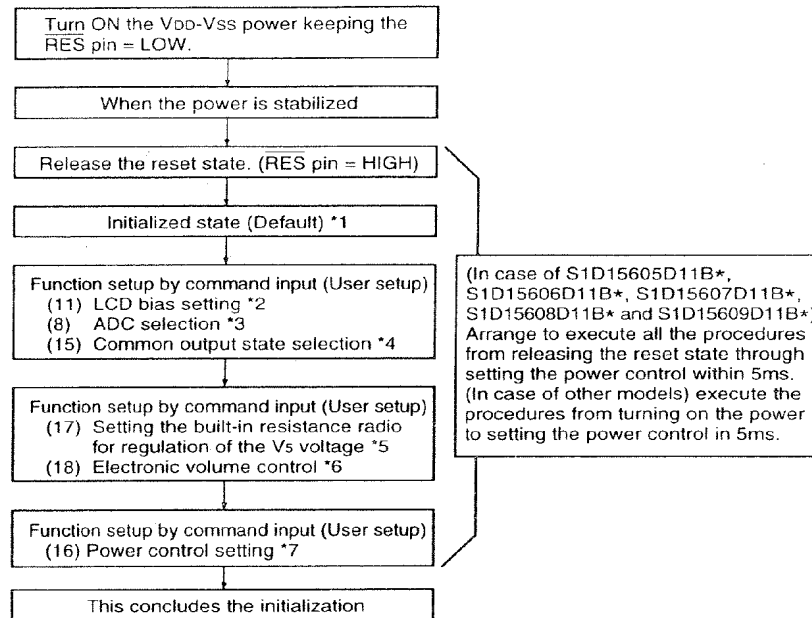 Turn ON the VDD-VSS power keeping the
RES pin = LOW.
When the power is stabilized
Release the reset state. (RES pin = HIGH)
Initialized state (Default) *1
Function setup by command input (User setup)
(11) LCD bias setting *2
(8) ADC selection *3
(15) Common output state selection *4
Function setup by command input (User setup)
(17) Setting the built-in resistance radio
for regulation of the V5 voltage *5
(18) Electronic volume control *6
Function setup by command input (User setup)
(16) Power control setting *7
This concludes the initialization
(In case of S1D15605D11B*,
S1D15606D11B*, S1D15607D11B*,
S1D15608D11B* and S1D15609D11B*)
Arrange to execute all the procedures
from releasing the reset state through
setting the power control within 5ms.
(In case of other models) execute the
procedures from turning on the power
to setting the power control in 5ms.